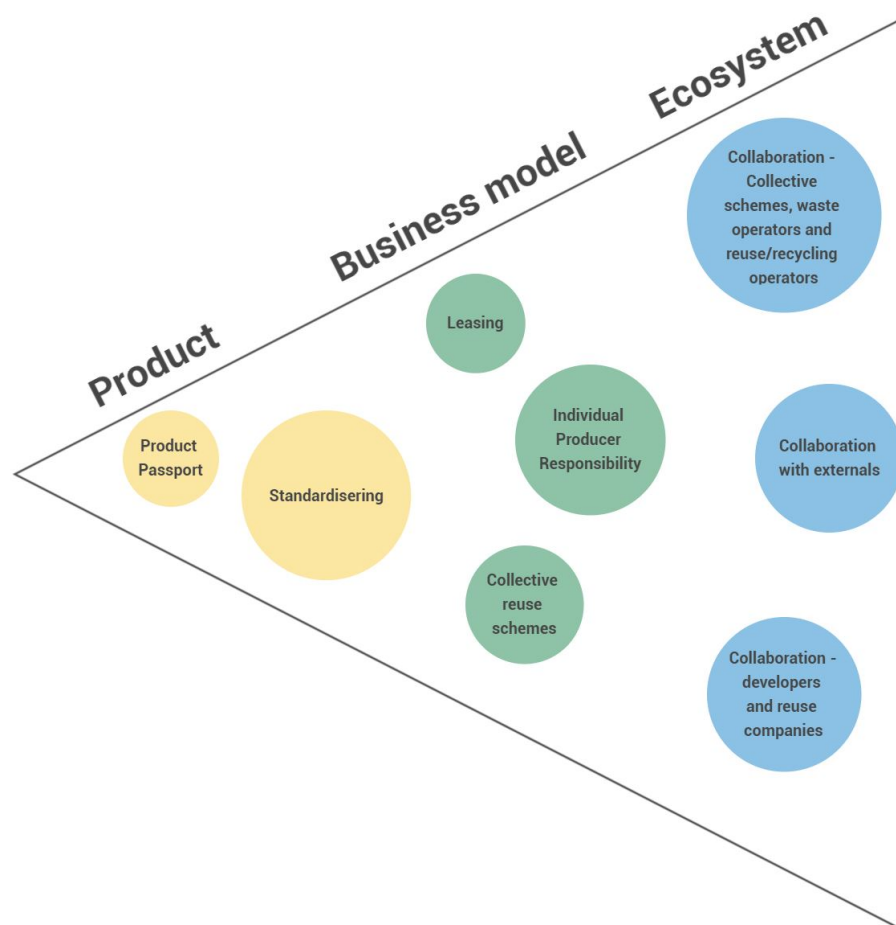 Ecosystem
Business model
Product
Collaboration -
Collective
schemes, waste
operators and
reuse/recycling
operators
Leasing
Individual
Producer
Responsibility
Product
Passport
Standardisering
Collaboration
with externals
Collective
reuse
schemes
Collaboration -
developers
and reuse
companies